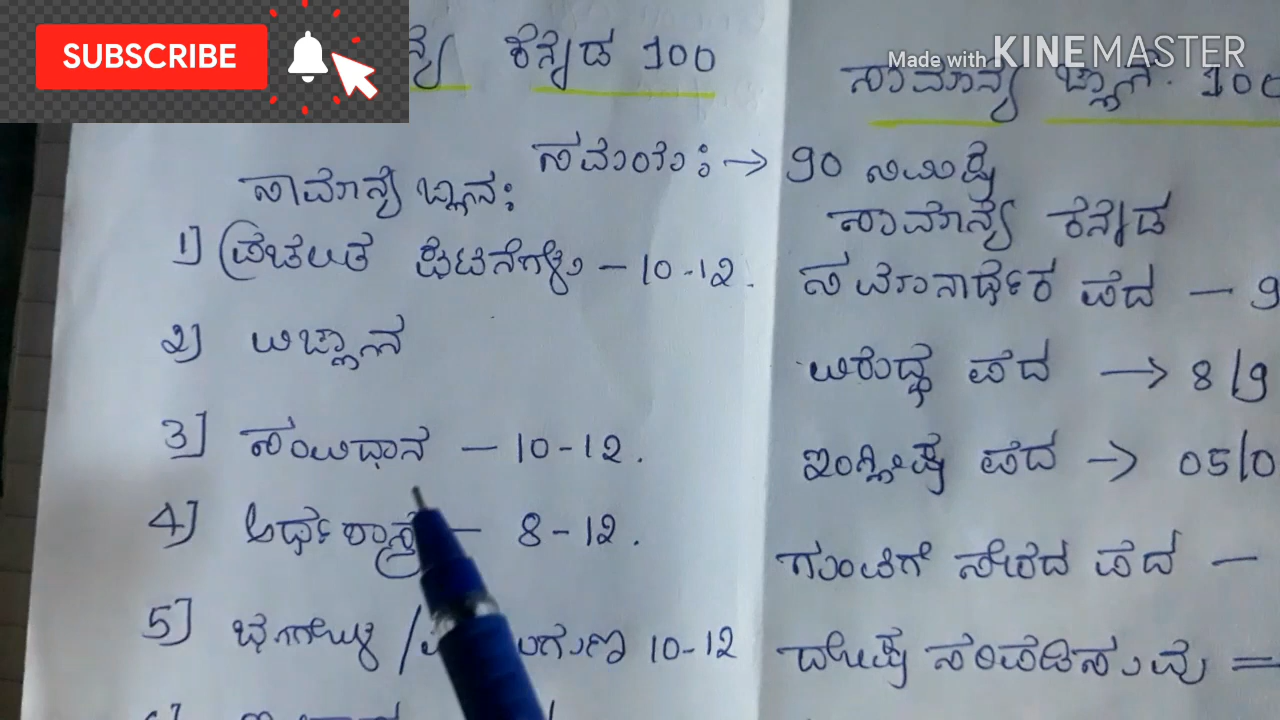 SUBSCRIBE
Made with KINEMASTER
ಕನ್ನಡ 100
ಸಮಯ: → 90 ನಿಮಿಷ
ಸಾಮಾನ್ಯ ಜ್ಞಾನ:
1] ಪ್ರಚಲಿತ ಘಟನೆಗಳು - 10-12.
2) ವಿಜ್ಞಾನ
3] ಸಂವಿಧಾನ - 10-12.
4] ಅರ್ಥಶಾಸ್ತ್ರ - 8-12.
5] ಭೂಗೋಳ / 10-12
ಸಾಮಾನ್ಯ ಜ್ಞಾನ. 100
ಸಾಮಾನ್ಯ ಕನ್ನಡ
ಸಮಾನಾರ್ಥಕ ಪದ - 9
ವಿರುದ್ಧ ಪದ → 8/9
ಇಂಗ್ಲೀಷ್ ಪದ → 05/0
ಗುಂಪಿಗೆ ಸೇರದ ಪದ -
ದೋಷ ಸರಿಪಡಿಸುವುದು =